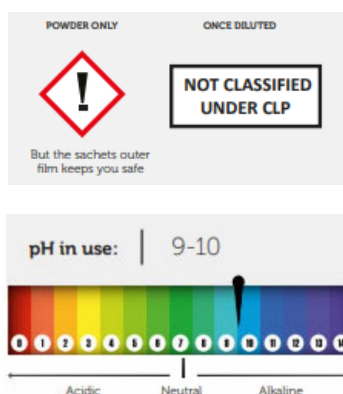 POWDER ONLY
ONCE DILUTED
!
NOT CLASSIFIED
UNDER CLP
But the sachets outer
film keeps you safe
pH in use: | 9-10
0 1 2 3 4 5 6 7 8 9 10 11 12 13 14
Acidic Neutral Alkaline